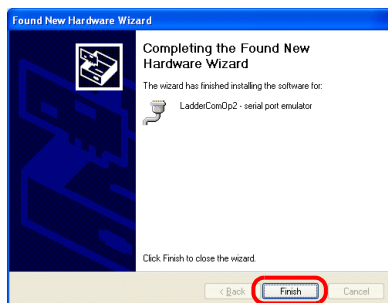 Found New Hardware Wizard
Completing the Found New
Hardware Wizard
The wizard has finished installing the software for:
LadderComOp2 - serial port emulator
Click Finish to close the wizard.
< Back
Finish
Cancel